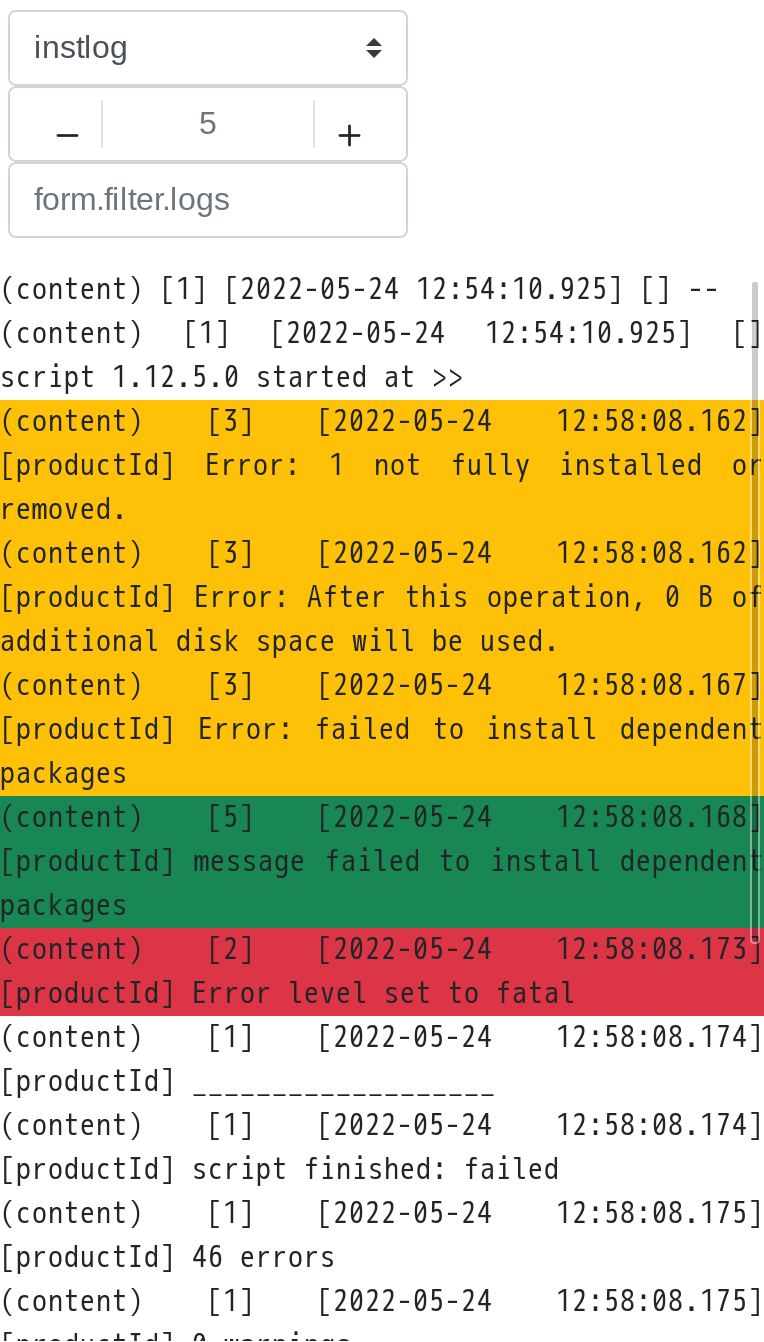 instlog
− 5 +
form.filter.logs
(content) [1] [2022-05-24 12:54:10.925] [] --
(content) [1] [2022-05-24 12:54:10.925] []
script 1.12.5.0 started at >>
(content) [3] [2022-05-24 12:58:08.162]
[productId] Error: 1 not fully installed or
removed.
(content) [3] [2022-05-24 12:58:08.162]
[productId] Error: After this operation, 0 B of
additional disk space will be used.
(content) [3] [2022-05-24 12:58:08.167]
[productId] Error: failed to install dependent
packages
(content) [5] [2022-05-24 12:58:08.168]
[productId] message failed to install dependent
packages
(content) [2] [2022-05-24 12:58:08.173]
[productId] Error level set to fatal
(content) [1] [2022-05-24 12:58:08.174]
[productId] ___________________
(content) [1] [2022-05-24 12:58:08.174]
[productId] script finished: failed
(content) [1] [2022-05-24 12:58:08.175]
[productId] 46 errors
(content) [1] [2022-05-24 12:58:08.175]
[productId] 0 warnings